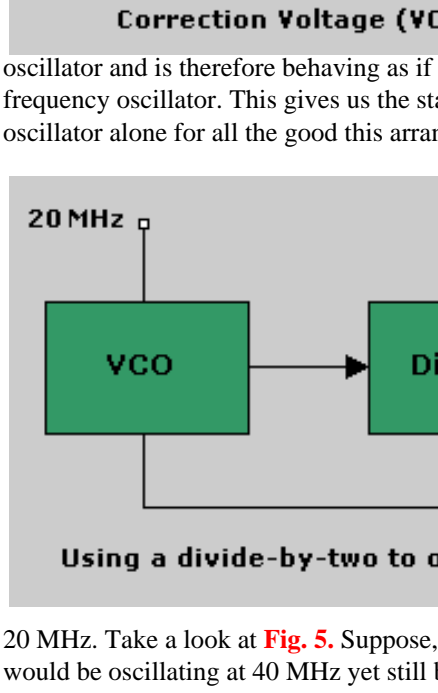 Correction Voltage (VC
oscillator and is therefore behaving as if
frequency oscillator. This gives us the sta
oscillator alone for all the good this arran
20 MHz
VCO
Di
Using a divide-by-two to o
20 MHz. Take a look at Fig. 5. Suppose,
would be oscillating at 40 MHz yet still b